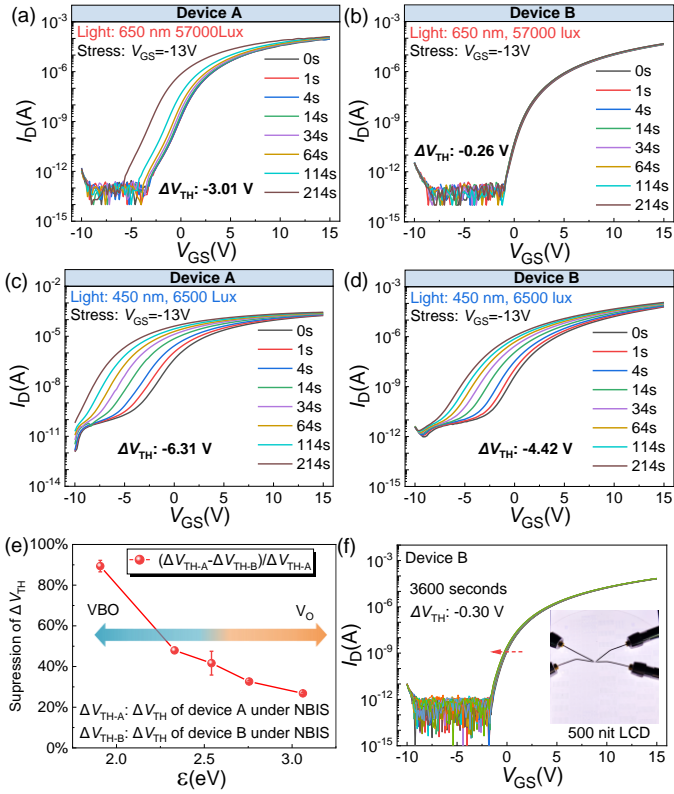 (a)
Device A
Light: 650 nm 57000Lux
Stress: VGS=-13V
0s
1s
4s
14s
34s
64s
114s
214s
ΔVTH: -3.01 V
10-3
10-6
10-9
10-12
10-15
ID(A)
-10 -5 0 5 10 15
VGS(V)
(b)
Device B
Light: 650 nm, 57000 lux
Stress: VGS=-13V
0s
1s
4s
14s
34s
64s
114s
214s
ΔVTH: -0.26 V
10-3
10-6
10-9
10-12
10-15
ID(A)
-10 -5 0 5 10 15
VGS(V)
(c)
Device A
Light: 450 nm, 6500 Lux
Stress: VGS=-13V
0s
1s
4s
14s
34s
64s
114s
214s
ΔVTH: -6.31 V
10-2
10-5
10-8
10-11
10-14
ID(A)
-10 -5 0 5 10 15
VGS(V)
(d)
Device B
Light: 450 nm, 6500 lux
Stress: VGS=-13V
0s
1s
4s
14s
34s
64s
114s
214s
ΔVTH: -4.42 V
10-3
10-6
10-9
10-12
10-15
ID(A)
-10 -5 0 5 10 15
VGS(V)
(e)
100%
80%
60%
40%
20%
0%
Supression of ΔVTH
(ΔVTH-A-ΔVTH-B)/ΔVTH-A
VBO
VO
ΔVTH-A: ΔVTH of device A under NBIS
ΔVTH-B: ΔVTH of device B under NBIS
2.0 2.5 3.0
ε(eV)
(f)
Device B
3600 seconds
ΔVTH: -0.30 V
500 nit LCD
10-3
10-6
10-9
10-12
10-15
ID(A)
-10 -5 0 5 10 15
VGS(V)